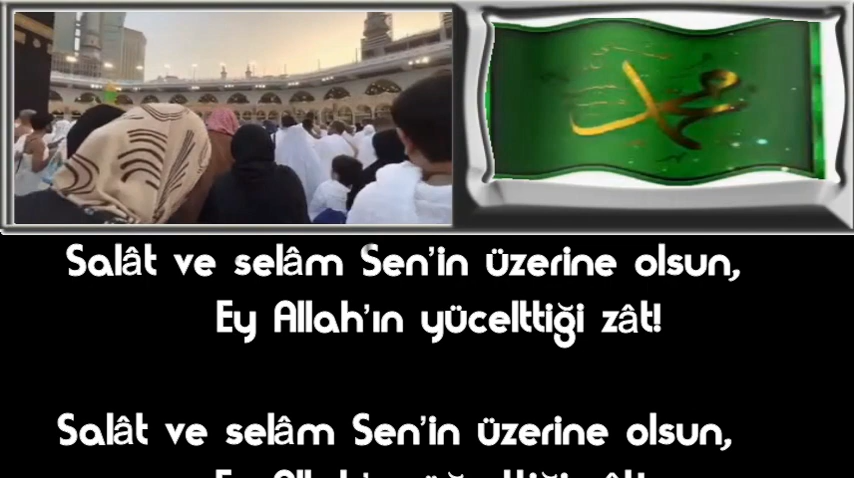 محمد
Salât ve selâm Sen'in üzerine olsun,
Ey Allah'ın yücelttiği zât!
Salât ve selâm Sen'in üzerine olsun,